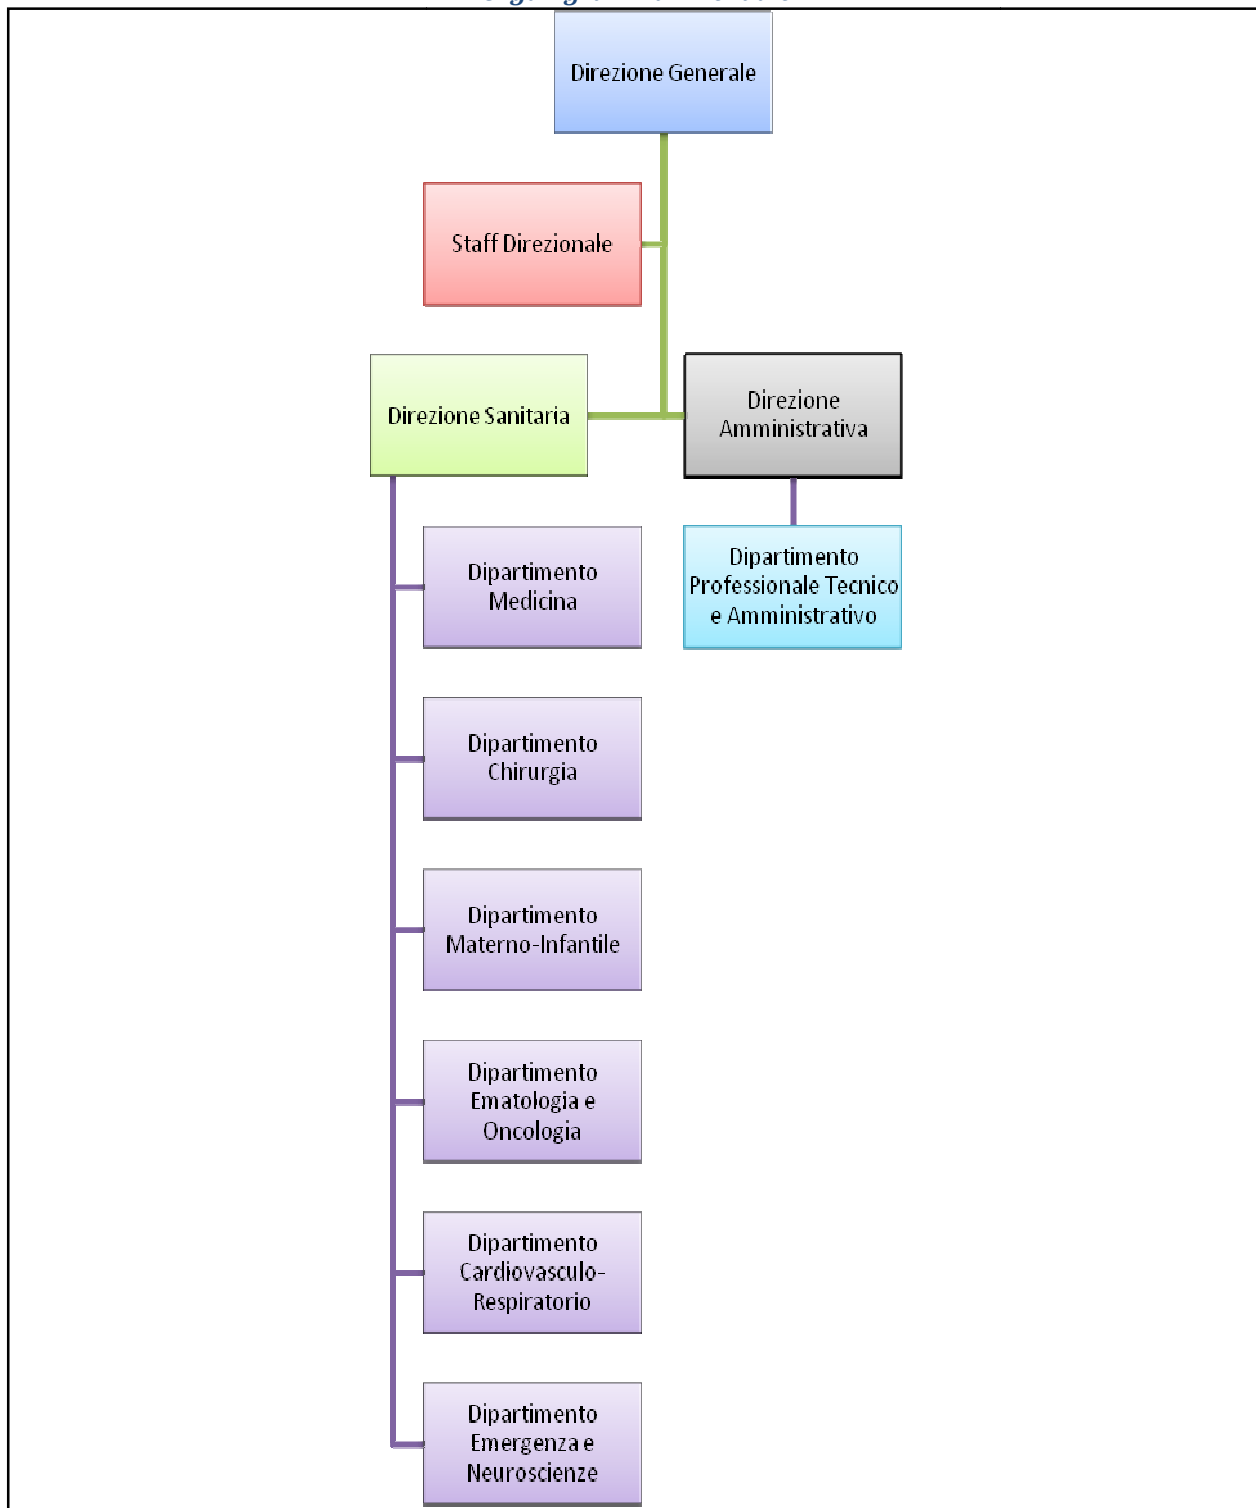 Direzione Generale
Staff Direzionale
Direzione Sanitaria
Direzione
Amministrativa
Dipartimento
Medicina
Dipartimento
Professionale Tecnico
e Amministrativo
Dipartimento
Chirurgia
Dipartimento
Materno-Infantile
Dipartimento
Ematologia e
Oncologia
Dipartimento
Cardiovasculo-
Respiratorio
Dipartimento
Emergenza e
Neuroscienze